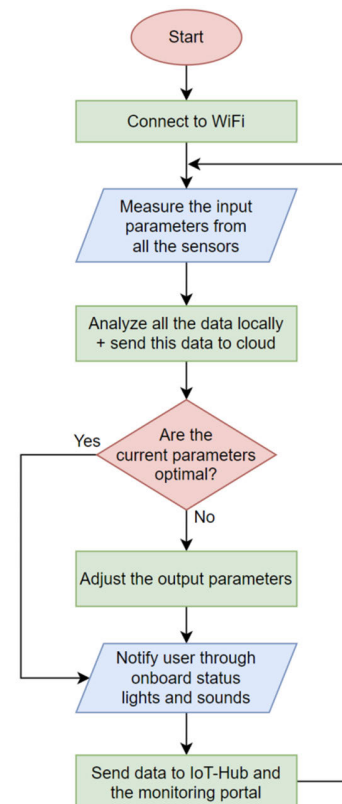 Start
Connect to WiFi
Measure the input
parameters from
all the sensors
Analyze all the data locally
+ send this data to cloud
Are the
current parameters
optimal?
Yes
No
Adjust the output parameters
Notify user through
onboard status
lights and sounds
Send data to IoT-Hub and
the monitoring portal